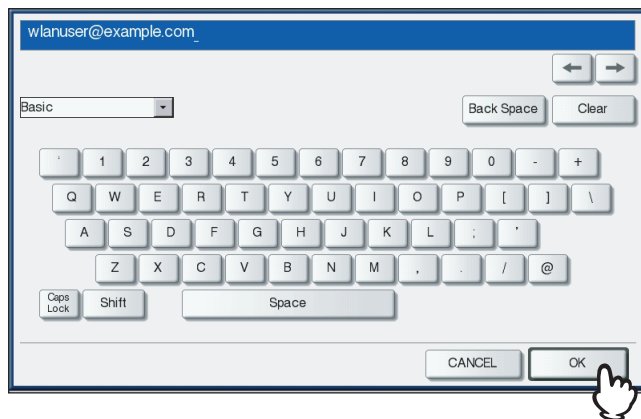 wlanuser@example.com_
Basic
Back Space Clear
` 1 2 3 4 5 6 7 8 9 0 - +
Q W E R T Y U I O P [ ] \
A S D F G H J K L ; '
Z X C V B N M , . / @
Caps Lock Shift Space
CANCEL OK